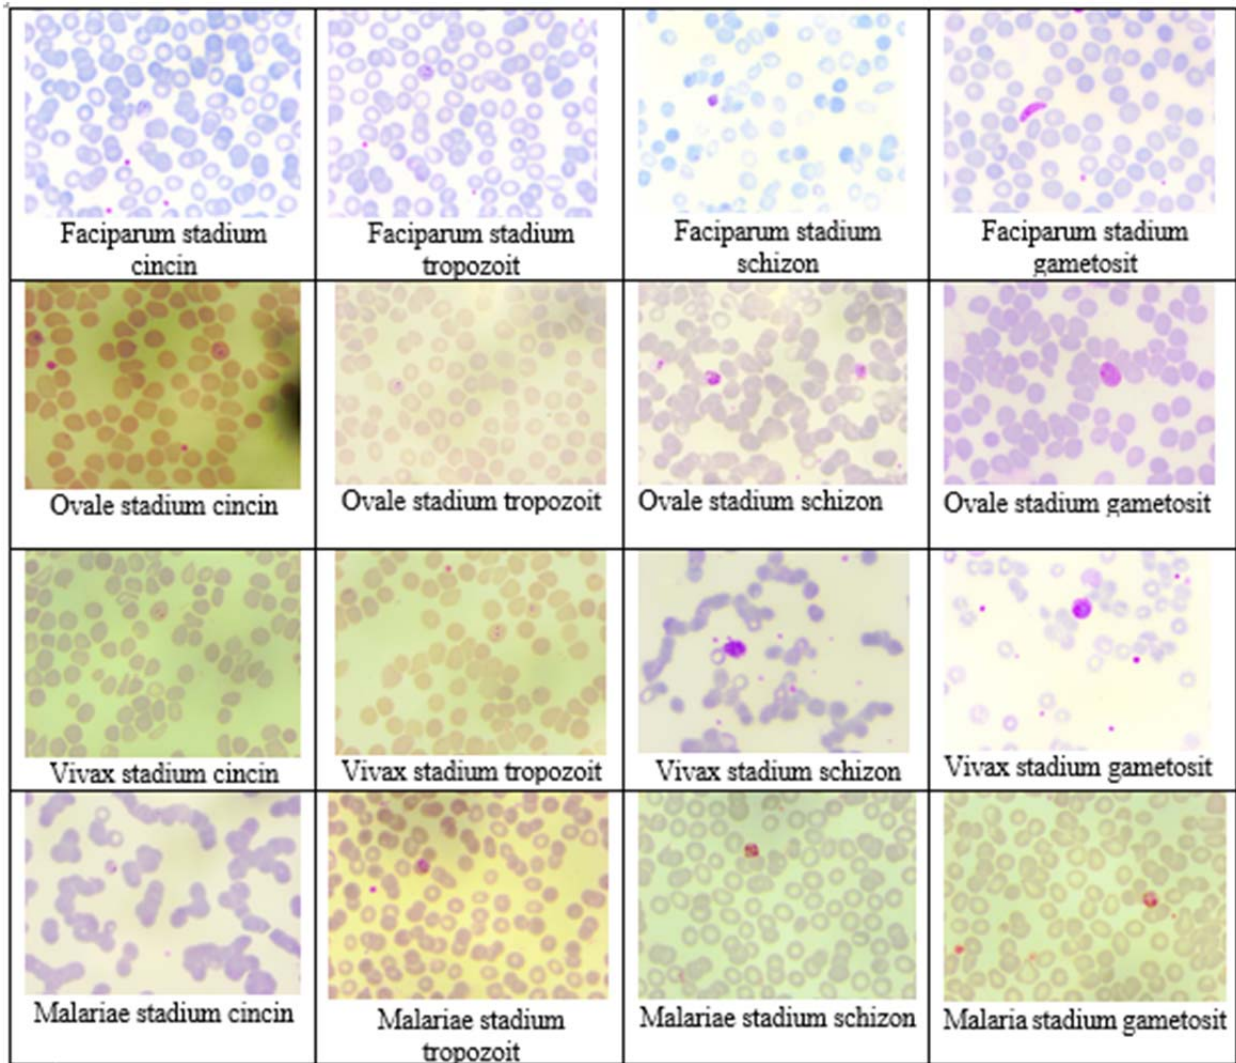 Faciparum stadium
cincin
Faciparum stadium
tropozoit
Faciparum stadium
schizon
Faciparum stadium
gametosit
Ovale stadium cincin
Ovale stadium tropozoit
Ovale stadium schizon
Ovale stadium gametosit
Vivax stadium cincin
Vivax stadium tropozoit
Vivax stadium schizon
Vivax stadium gametosit
Malariae stadium cincin
Malariae stadium
tropozoit
Malariae stadium schizon
Malaria stadium gametosit